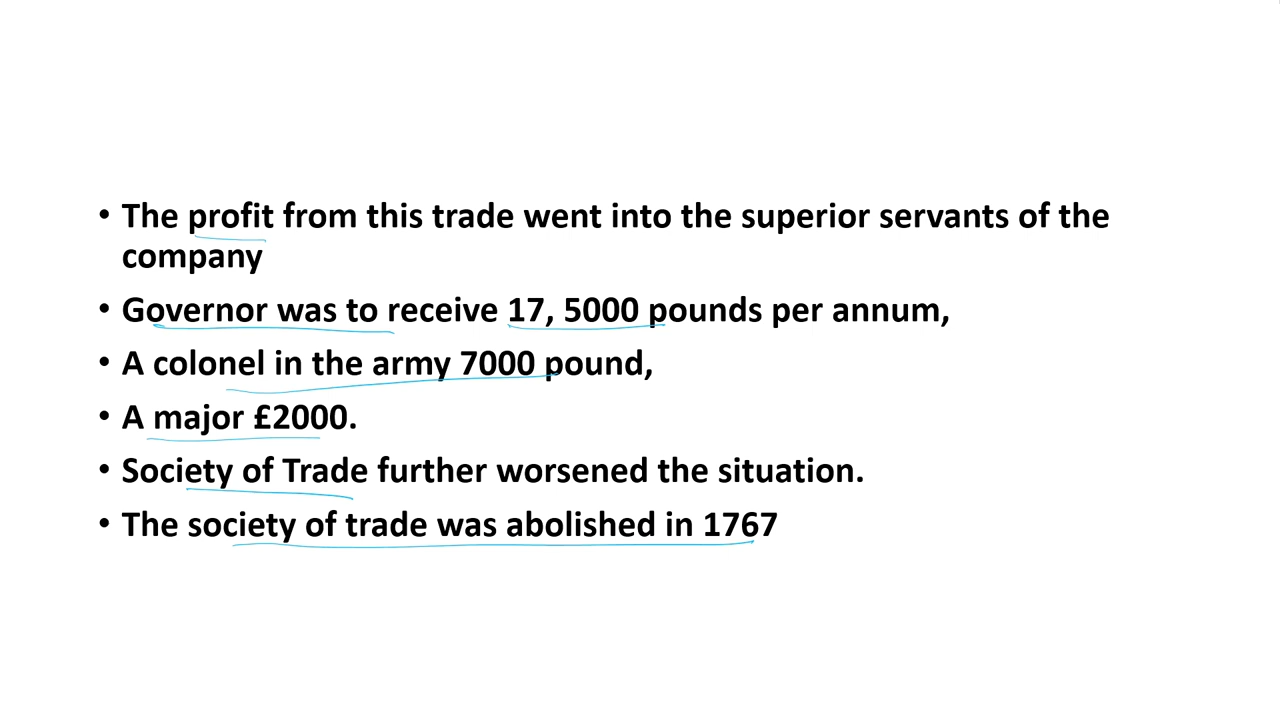 • The profit from this trade went into the superior servants of the
company
• Governor was to receive 17, 5000 pounds per annum,
• A colonel in the army 7000 pound,
• A major £2000.
• Society of Trade further worsened the situation.
• The society of trade was abolished in 1767